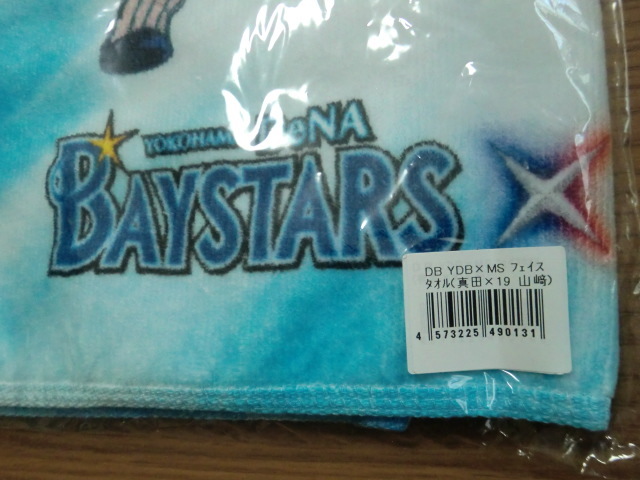 YOKOHAMA DeNA
BAYSTARS
DB YDB×MS フェイス
タオル(真田×19 山﨑)
4 573225 490131